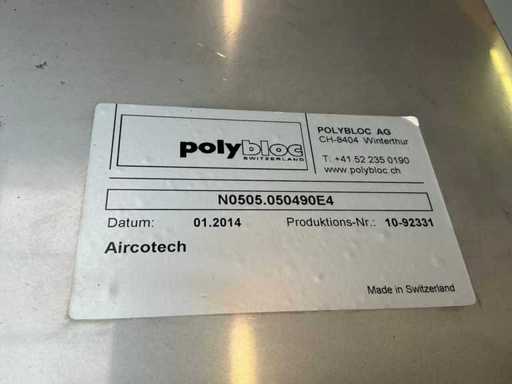 polybloc
SWITZERLAND
POLYBLOC AG
CH-8404 Winterthur
T: +41 52 235 0190
www.polybloc.ch
N0505.050490E4
Datum: 01.2014 Produktions-Nr.: 10-92331
Aircotech
Made in Switzerland